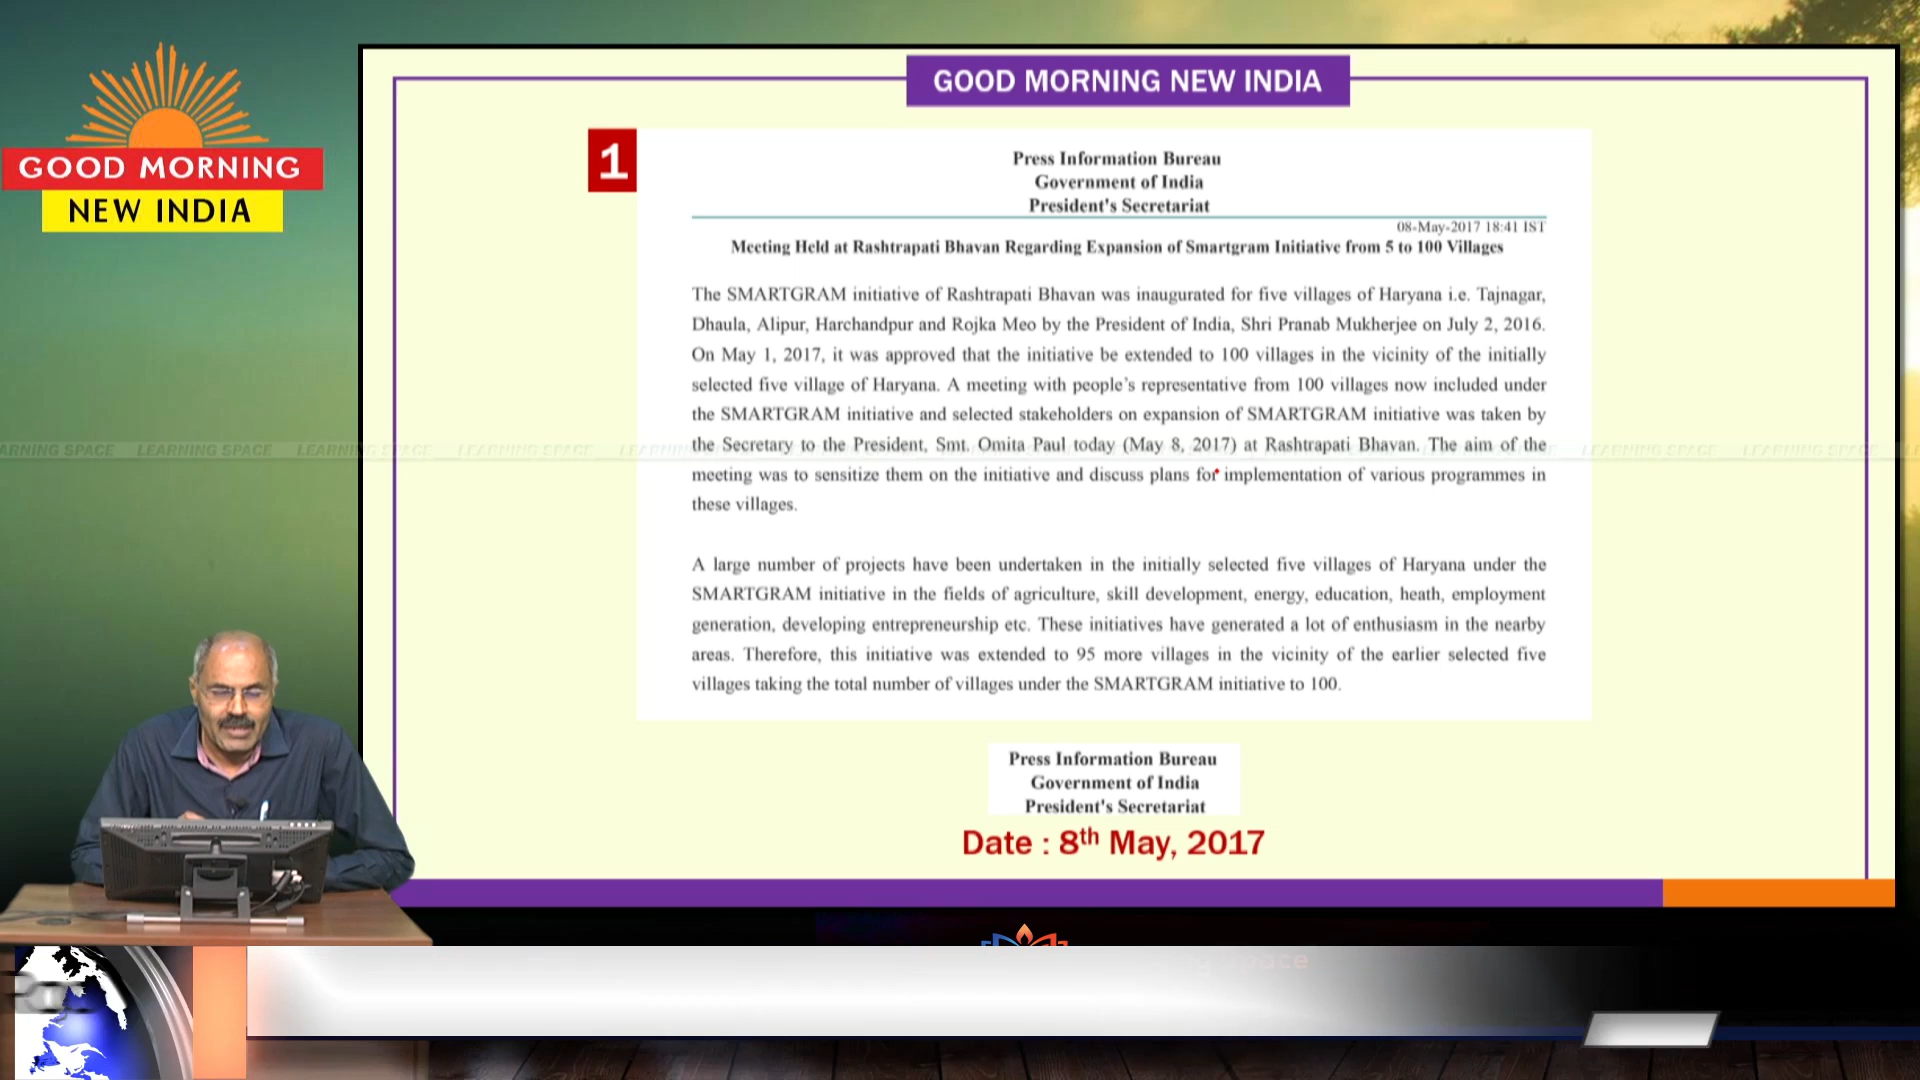 GOOD MORNING
NEW INDIA
GOOD MORNING NEW INDIA
1
Press Information Bureau
Government of India
President's Secretariat
08-May-2017 18:41 IST
Meeting Held at Rashtrapati Bhavan Regarding Expansion of Smartgram Initiative from 5 to 100 Villages
The SMARTGRAM initiative of Rashtrapati Bhavan was inaugurated for five villages of Haryana i.e. Tajnagar,
Dhaula, Alipur, Harchandpur and Rojka Meo by the President of India, Shri Pranab Mukherjee on July 2, 2016.
On May 1, 2017, it was approved that the initiative be extended to 100 villages in the vicinity of the initially
selected five village of Haryana. A meeting with people's representative from 100 villages now included under
the SMARTGRAM initiative and selected stakeholders on expansion of SMARTGRAM initiative was taken by
the Secretary to the President, Smt. Omita Paul today (May 8, 2017) at Rashtrapati Bhavan. The aim of the
meeting was to sensitize them on the initiative and discuss plans for implementation of various programmes in
these villages.
A large number of projects have been undertaken in the initially selected five villages of Haryana under the
SMARTGRAM initiative in the fields of agriculture, skill development, energy, education, heath, employment
generation, developing entrepreneurship etc. These initiatives have generated a lot of enthusiasm in the nearby
areas. Therefore, this initiative was extended to 95 more villages in the vicinity of the earlier selected five
villages taking the total number of villages under the SMARTGRAM initiative to 100.
Press Information Bureau
Government of India
President's Secretariat
Date : 8th May, 2017
LEARNING SPACE LEARNING SPACE LEARNING SPACE